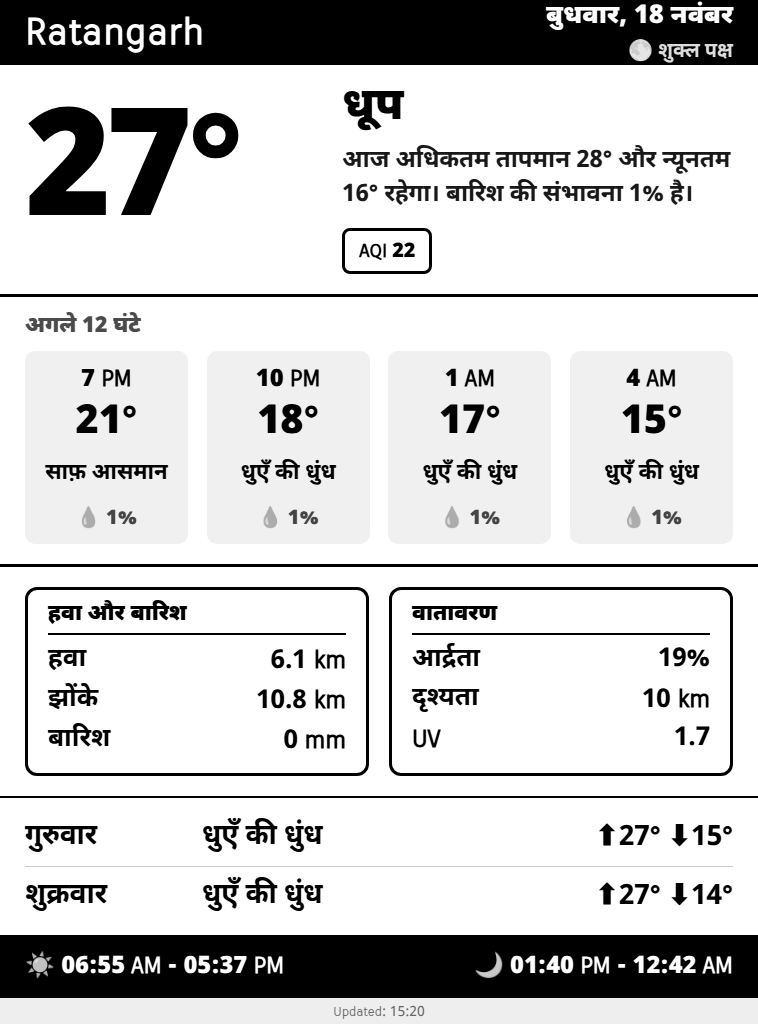 Ratangarh
बुधवार, 18 नवंबर
शुक्ल पक्ष
27°
धूप
आज अधिकतम तापमान 28° और न्यूनतम
16° रहेगा। बारिश की संभावना 1% है।
AQI 22
अगले 12 घंटे
7 PM 10 PM 1 AM 4 AM
21° 18° 17° 15°
साफ़ आसमान धुएँ की धुंध धुएँ की धुंध धुएँ की धुंध
1% 1% 1% 1%
हवा और बारिश
हवा 6.1 km
झोंके 10.8 km
बारिश 0 mm
वातावरण
आर्द्रता 19%
दृश्यता 10 km
UV 1.7
गुरुवार धुएँ की धुंध ⬆27° ⬇15°
शुक्रवार धुएँ की धुंध ⬆27° ⬇14°
06:55 AM - 05:37 PM 01:40 PM - 12:42 AM
Updated: 15:20